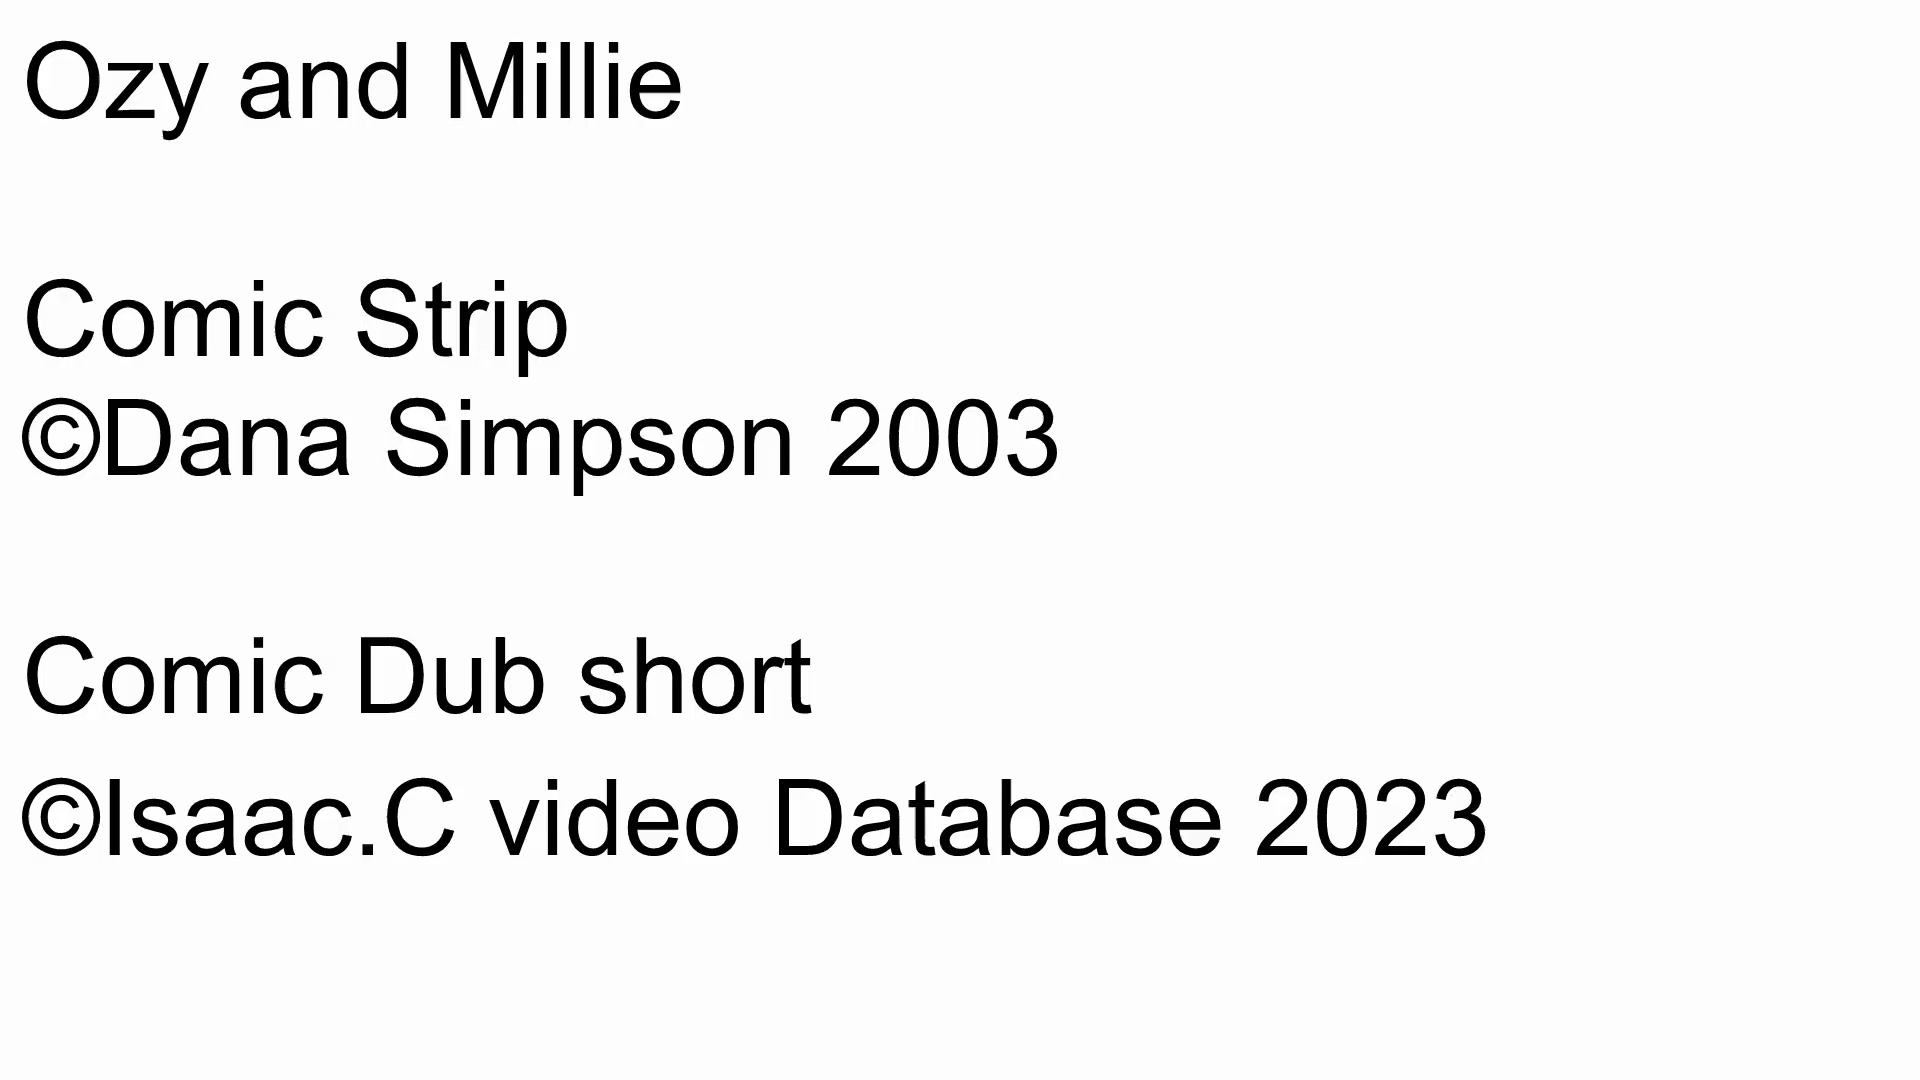 Ozy and Millie
Comic Strip
©Dana Simpson 2003
Comic Dub short
©Isaac.C video Database 2023